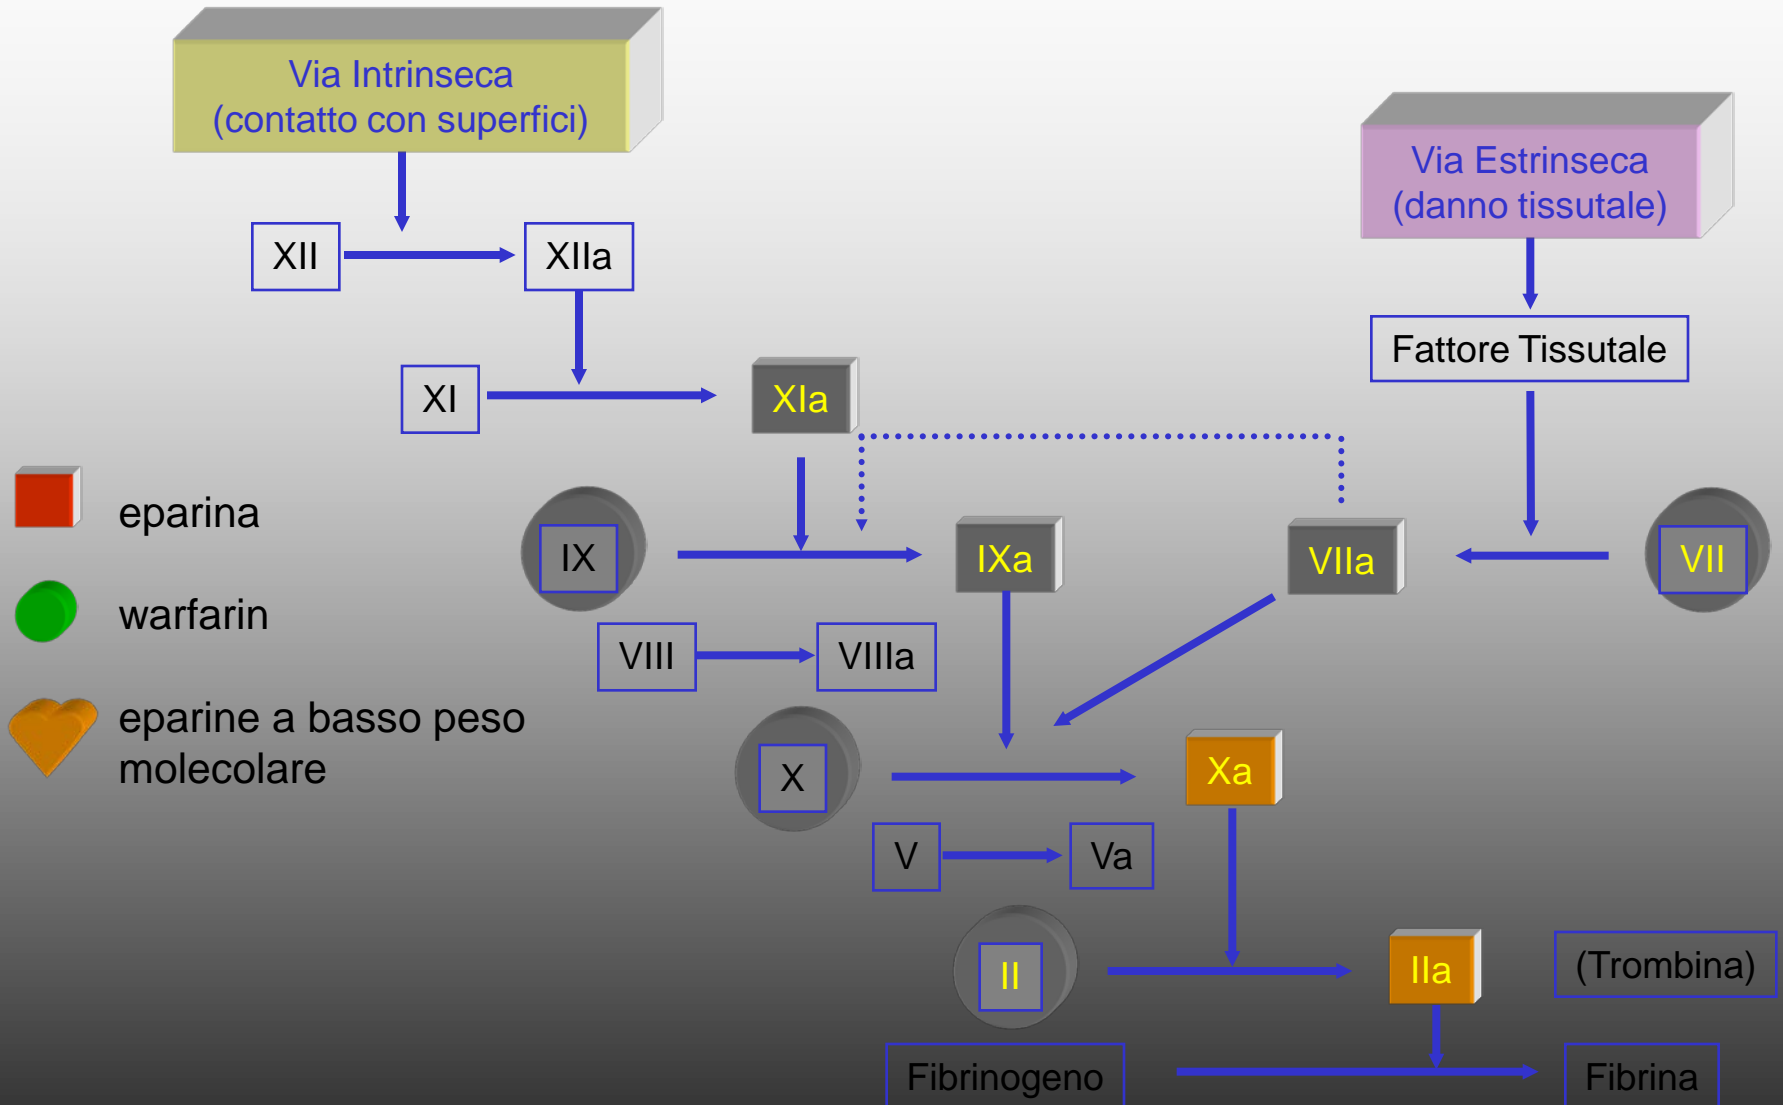 Via Intrinseca
(contatto con superfici)
Via Estrinseca
(danno tissutale)
XII
XIIa
Fattore Tissutale
XI
XIa
eparina
IX
IXa
VIIa
VII
warfarin
VIII
VIIIa
eparine a basso peso
molecolare
X
Xa
V
Va
II
IIa
(Trombina)
Fibrinogeno
Fibrina